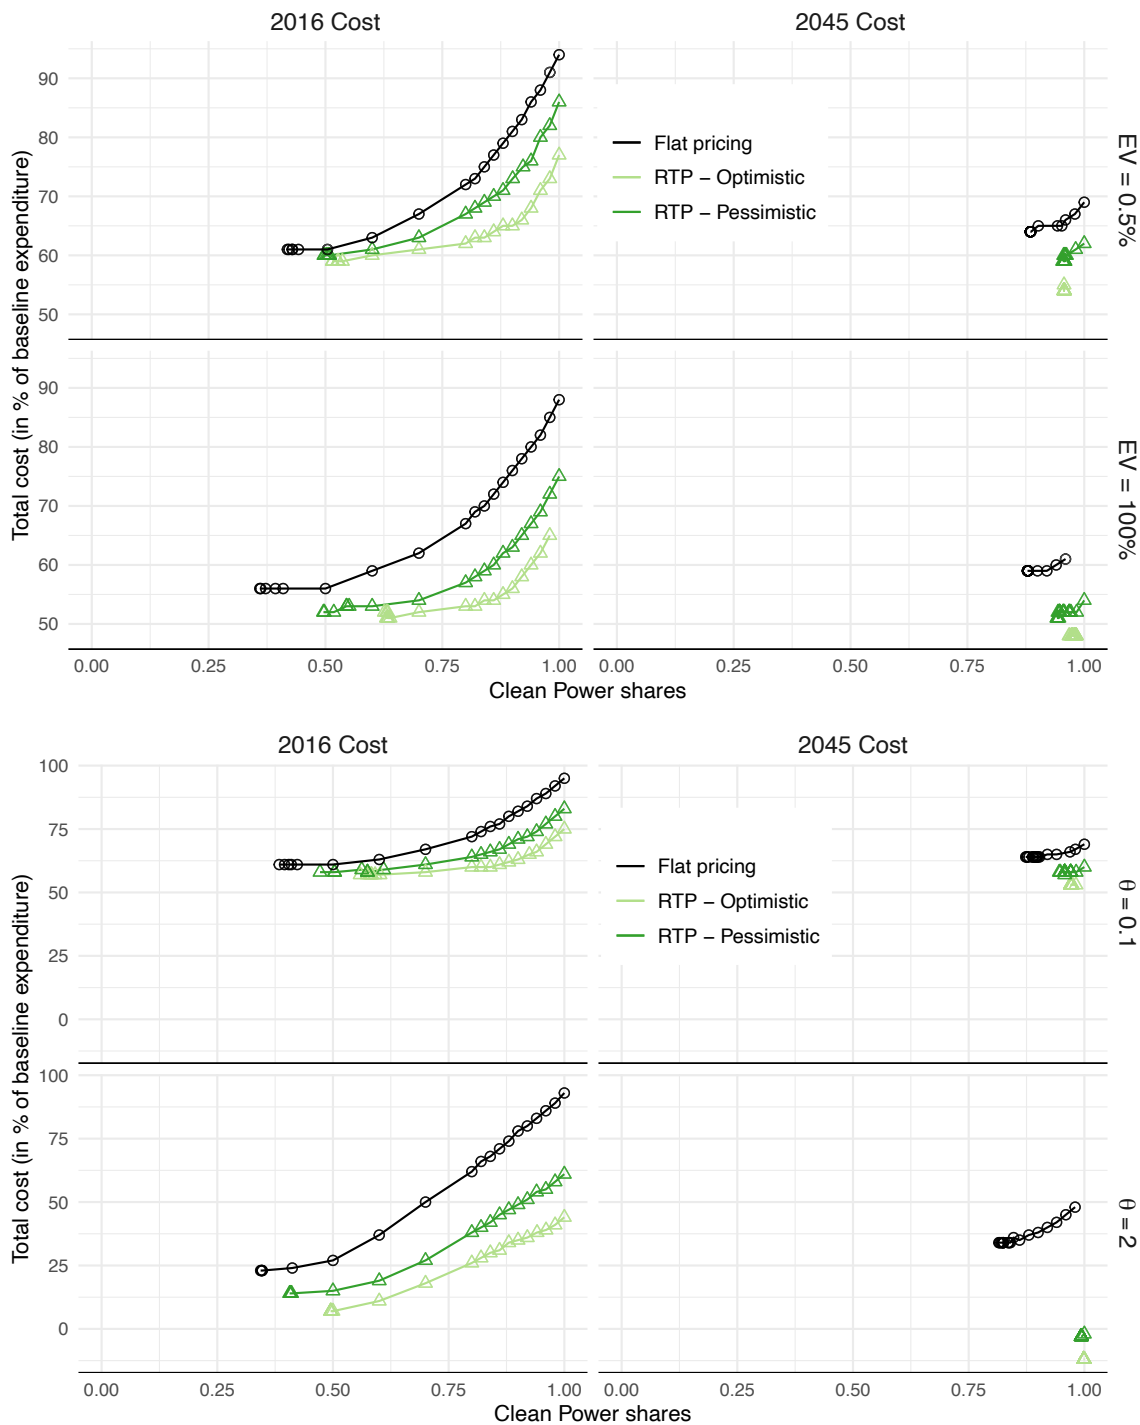 2016 Cost
2045 Cost
Total cost (in % of baseline expenditure)
90
80
70
60
50
Flat pricing
RTP − Optimistic
RTP − Pessimistic
EV = 0.5%
90
80
70
60
50
EV = 100%
0.00 0.25 0.50 0.75 1.00
0.00 0.25 0.50 0.75 1.00
Clean Power shares
2016 Cost
2045 Cost
Total cost (in % of baseline expenditure)
100
75
50
25
0
Flat pricing
RTP − Optimistic
RTP − Pessimistic
θ = 0.1
100
75
50
25
0
θ = 2
0.00 0.25 0.50 0.75 1.00
0.00 0.25 0.50 0.75 1.00
Clean Power shares